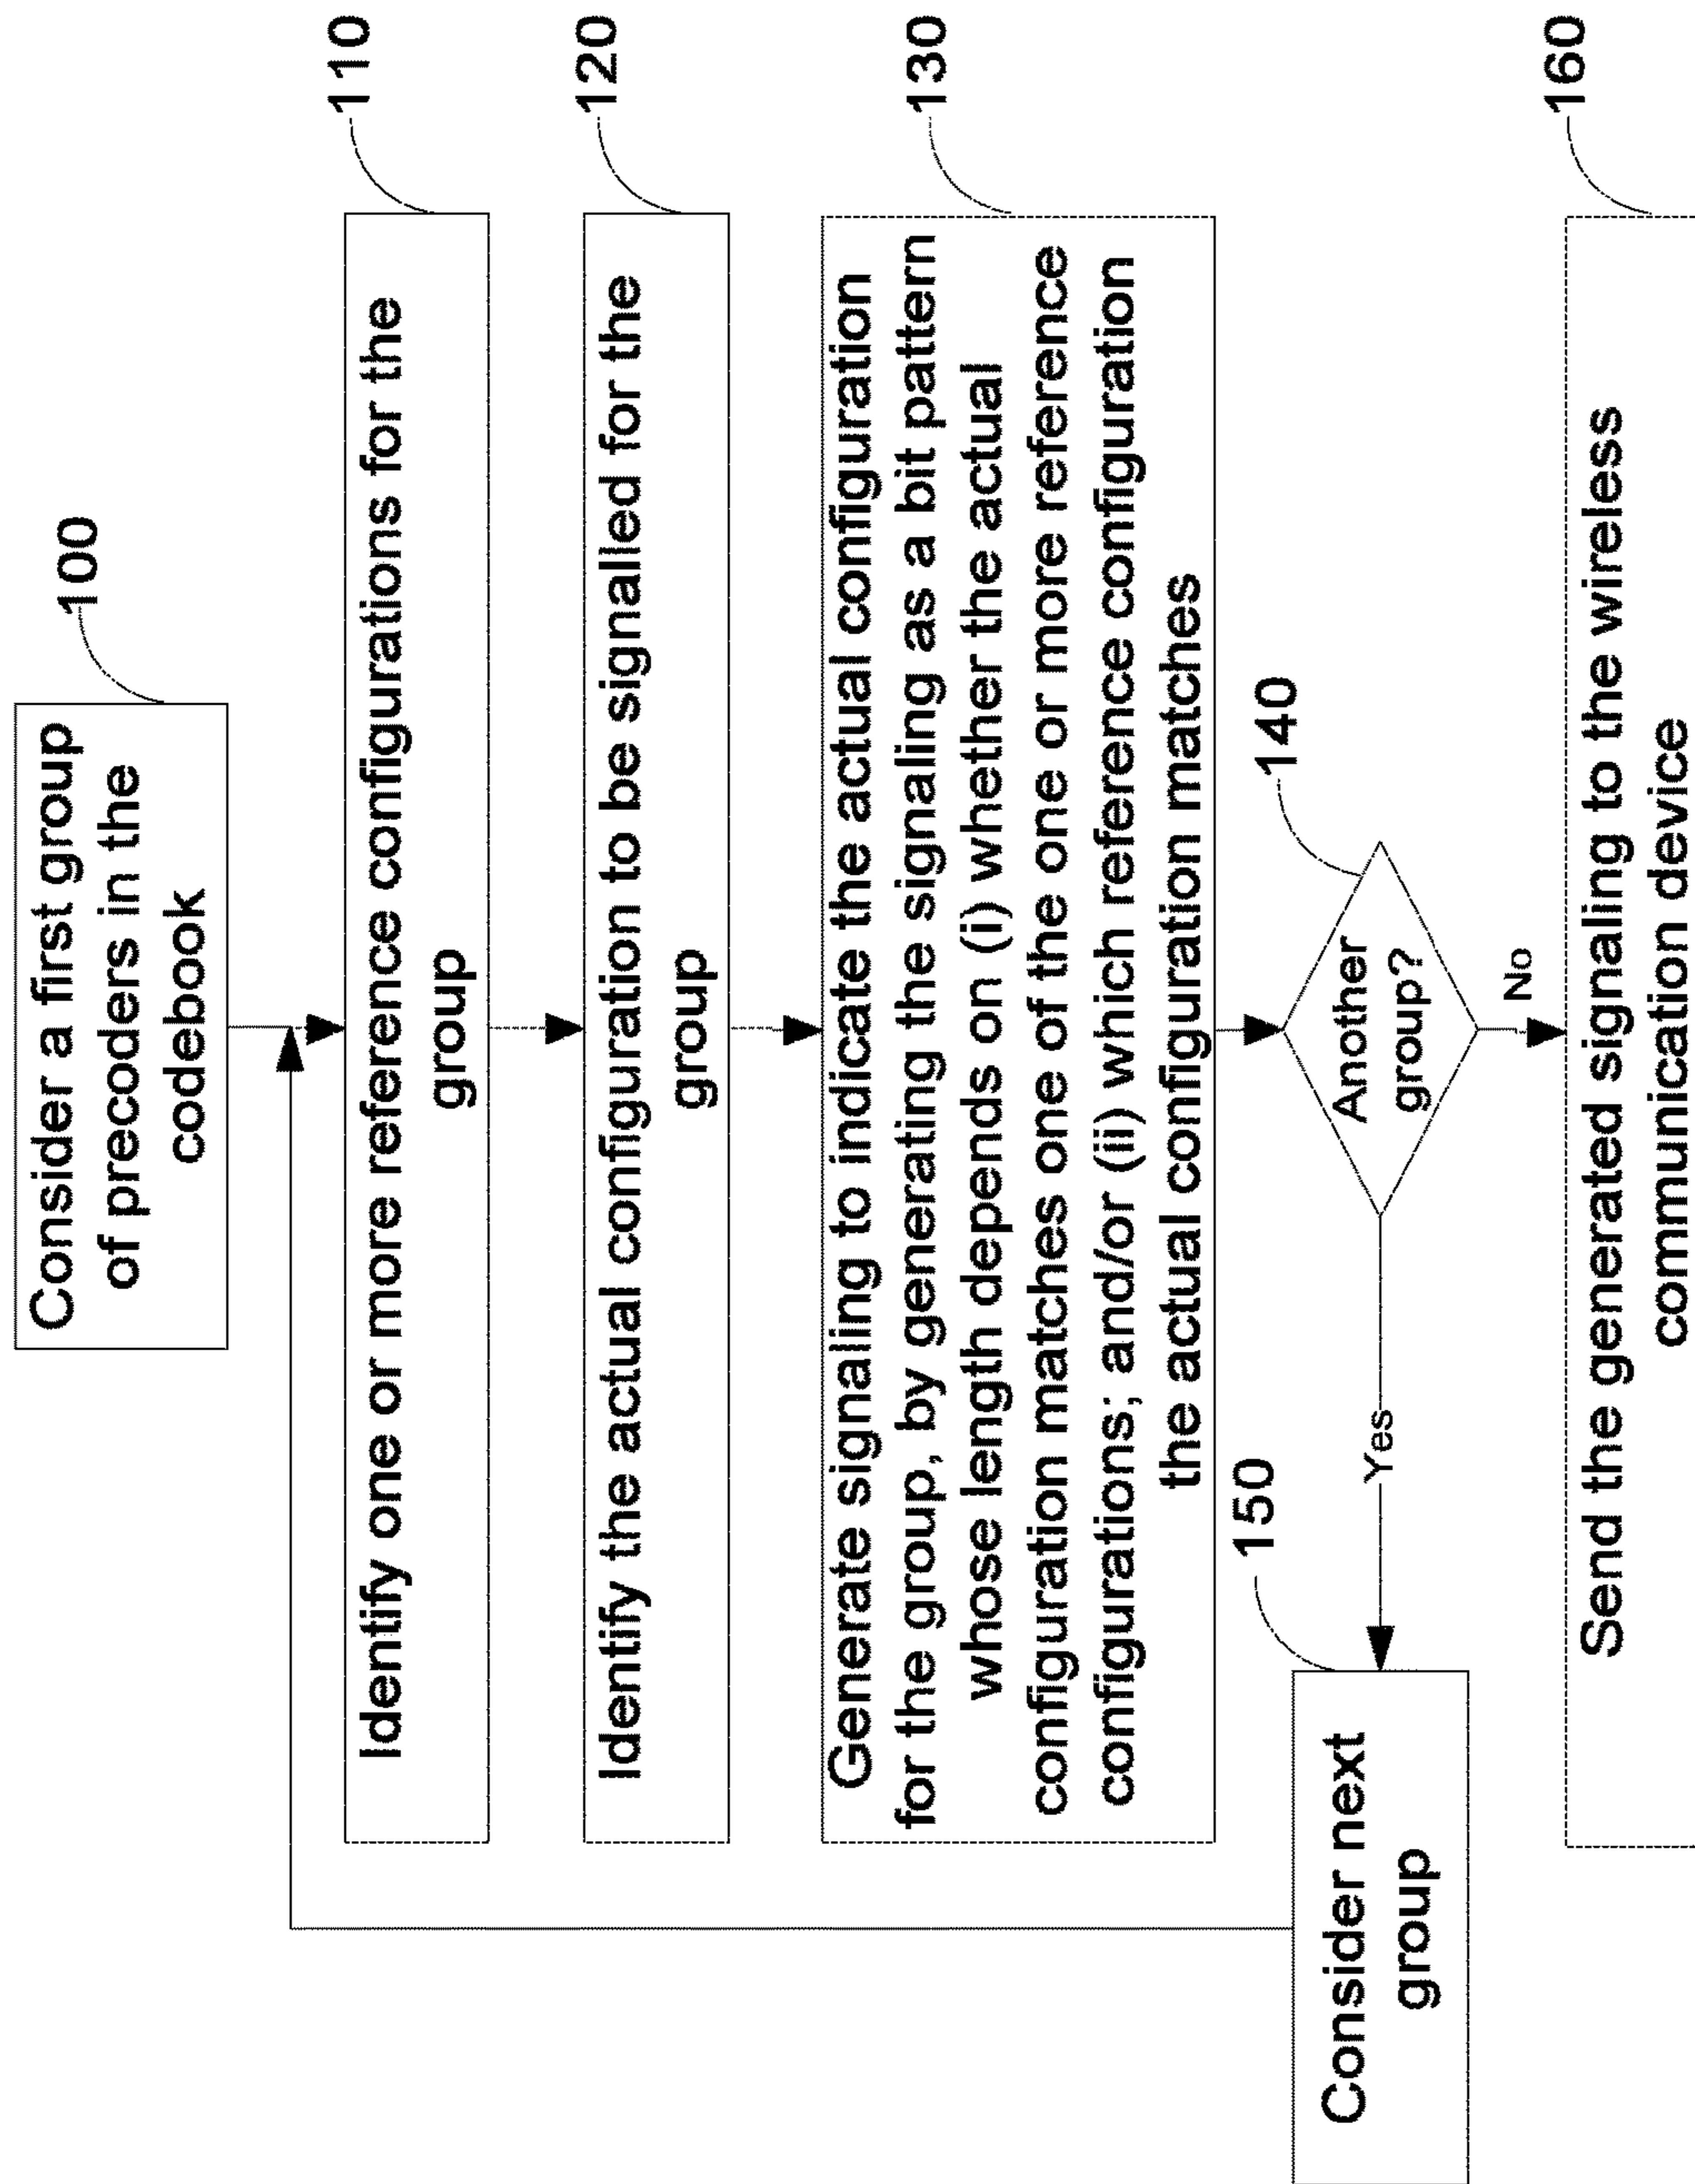 100
Consider a first group
of precoders in the
codebook
110
Identify one or more reference configurations for the
group
120
Identify the actual configuration to be signalled for the
group
130
Generate signaling to indicate the actual configuration
for the group, by generating the signaling as a bit pattern
whose length depends on (i) whether the actual
configuration matches one of the one or more reference
configurations; and/or (ii) which reference configuration
the actual configuration matches
140
Another
group?
Yes
No
150
Consider next
group
160
Send the generated signaling to the wireless
communication device